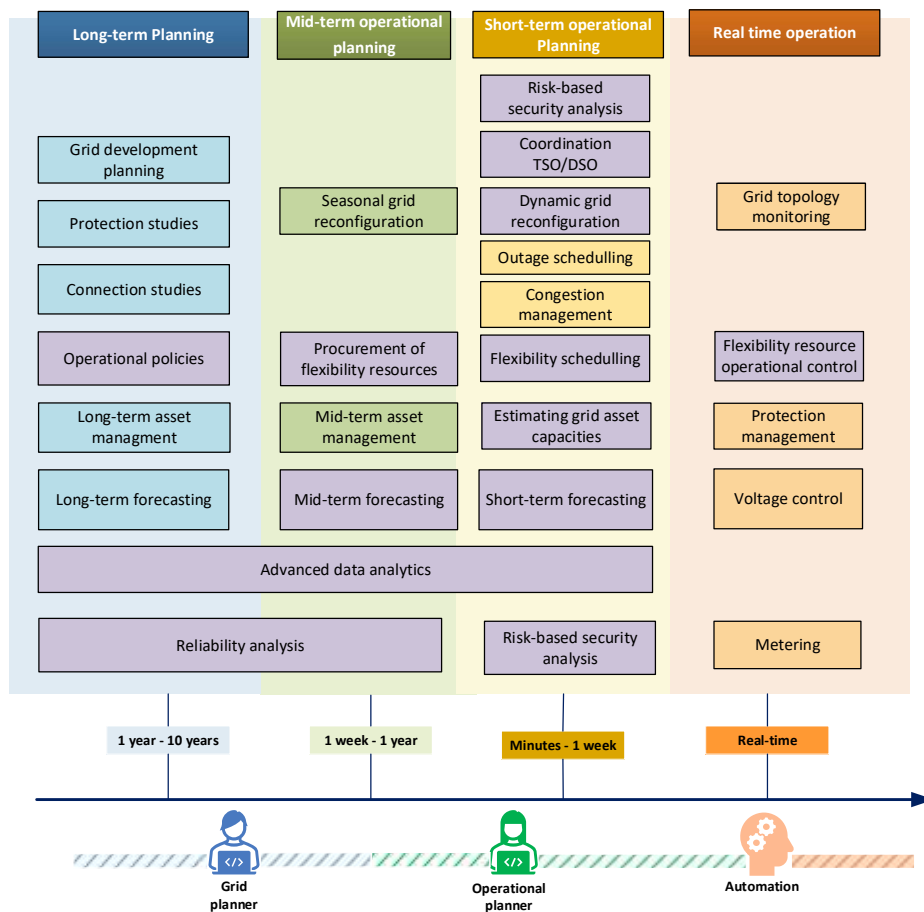 Long-term Planning
Mid-term operational
planning
Short-term operational
Planning
Real time operation
Risk-based
security analysis
Grid development
planning
Coordination
TSO/DSO
Protection studies
Seasonal grid
reconfiguration
Dynamic grid
reconfiguration
Grid topology
monitoring
Outage schedulling
Connection studies
Congestion
management
Operational policies
Procurement of
flexibility resources
Flexibility schedulling
Flexibility resource
operational control
Long-term asset
managment
Mid-term asset
management
Estimating grid asset
capacities
Protection
management
Long-term forecasting
Mid-term forecasting
Short-term forecasting
Voltage control
Advanced data analytics
Reliability analysis
Risk-based security
analysis
Metering
1 year - 10 years
1 week - 1 year
Minutes - 1 week
Real-time
</>
</>
Grid
planner
Operational
planner
Automation